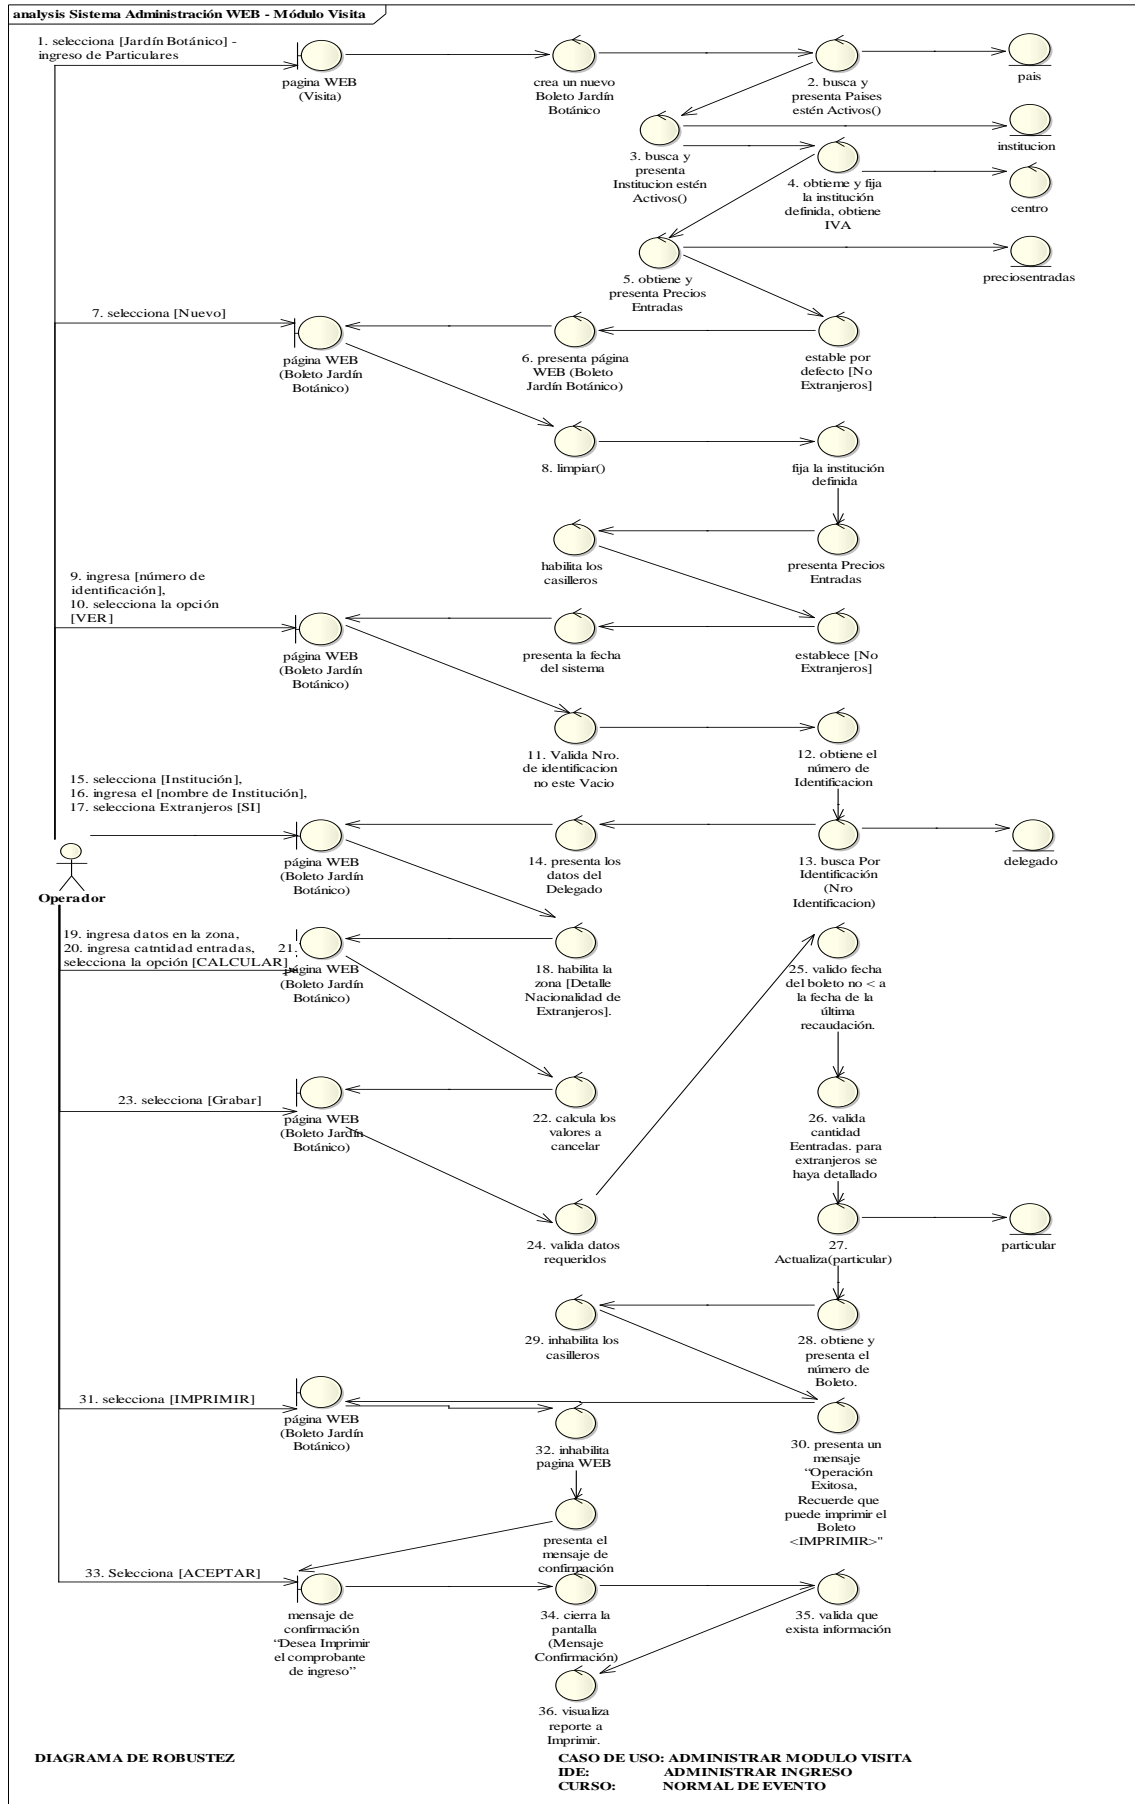 analysis Sistema Administración WEB - Módulo Visita
1. selecciona [Jardín Botánico] -
ingreso de Particulares
pagina WEB
(Visita)
crea un nuevo
Boleto Jardín
Botánico
2. busca y
presenta Paises
estén Activos()
pais
3. busca y
presenta
Institucion estén
Activos()
institucion
4. obtieme y fija
la institución
definida, obtiene
IVA
centro
5. obtiene y
presenta Precios
Entradas
preciosentradas
7. selecciona [Nuevo]
página WEB
(Boleto Jardín
Botánico)
6. presenta página
WEB (Boleto
Jardín Botánico)
estable por
defecto [No
Extranjeros]
8. limpiar()
fija la institución
definida
habilita los
casilleros
presenta Precios
Entradas
9. ingresa [número de
identificación],
10. selecciona la opción
[VER]
página WEB
(Boleto Jardín
Botánico)
presenta la fecha
del sistema
establece [No
Extranjeros]
11. Valida Nro.
de identificacion
no este Vacio
12. obtiene el
número de
Identificacion
15. selecciona [Institución],
16. ingresa el [nombre de Institución],
17. selecciona Extranjeros [SI]
página WEB
(Boleto Jardín
Botánico)
14. presenta los
datos del
Delegado
13. busca Por
Identificación
(Nro
Identificacion)
delegado
Operador
19. ingresa datos en la zona,
20. ingresa catntidad entradas, 21.
selecciona la opción [CALCULAR]
página WEB
(Boleto Jardín
Botánico)
18. habilita la
zona [Detalle
Nacionalidad de
Extranjeros].
25. valido fecha
del boleto no < a
la fecha de la
última
recaudación.
23. selecciona [Grabar]
página WEB
(Boleto Jardín
Botánico)
22. calcula los
valores a
cancelar
26. valida
cantidad
Eentradas. para
extranjeros se
haya detallado
24. valida datos
requeridos
27.
Actualiza(particular)
particular
29. inhabilita los
casilleros
28. obtiene y
presenta el
número de
Boleto.
31. selecciona [IMPRIMIR]
página WEB
(Boleto Jardín
Botánico)
32. inhabilita
pagina WEB
30. presenta un
mensaje
“Operación
Exitosa,
Recuerde que
puede imprimir el
Boleto
<IMPRIMIR>"
presenta el
mensaje de
confirmación
33. Selecciona [ACEPTAR]
mensaje de
confirmación
“Desea Imprimir
el comprobante
de ingreso”
34. cierra la
pantalla
(Mensaje
Confirmación)
35. valida que
exista información
36. visualiza
reporte a
Imprimir.
DIAGRAMA DE ROBUSTEZ
CASO DE USO: ADMINISTRAR MODULO VISITA
IDE: ADMINISTRAR INGRESO
CURSO: NORMAL DE EVENTO